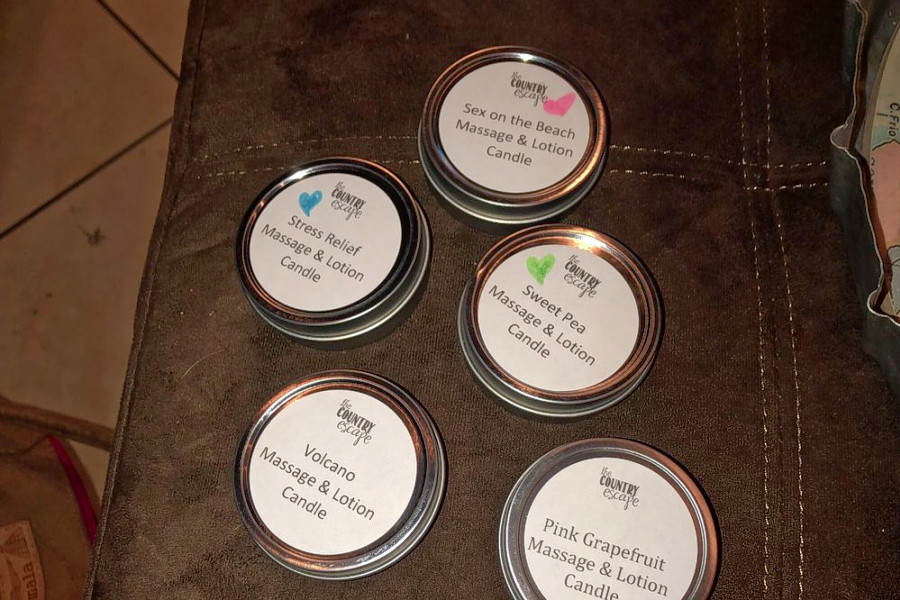 the
COUNTRY
escape
Sex on the Beach
Massage & Lotion
Candle
the
COUNTRY
escape
Stress Relief
Massage & Lotion
Candle
the
COUNTRY
escape
Sweet Pea
Massage & Lotion
Candle
the
COUNTRY
escape
Volcano
Massage & Lotion
Candle
the
COUNTRY
escape
Pink Grapefruit
Massage & Lotion
Candle
C. Frio